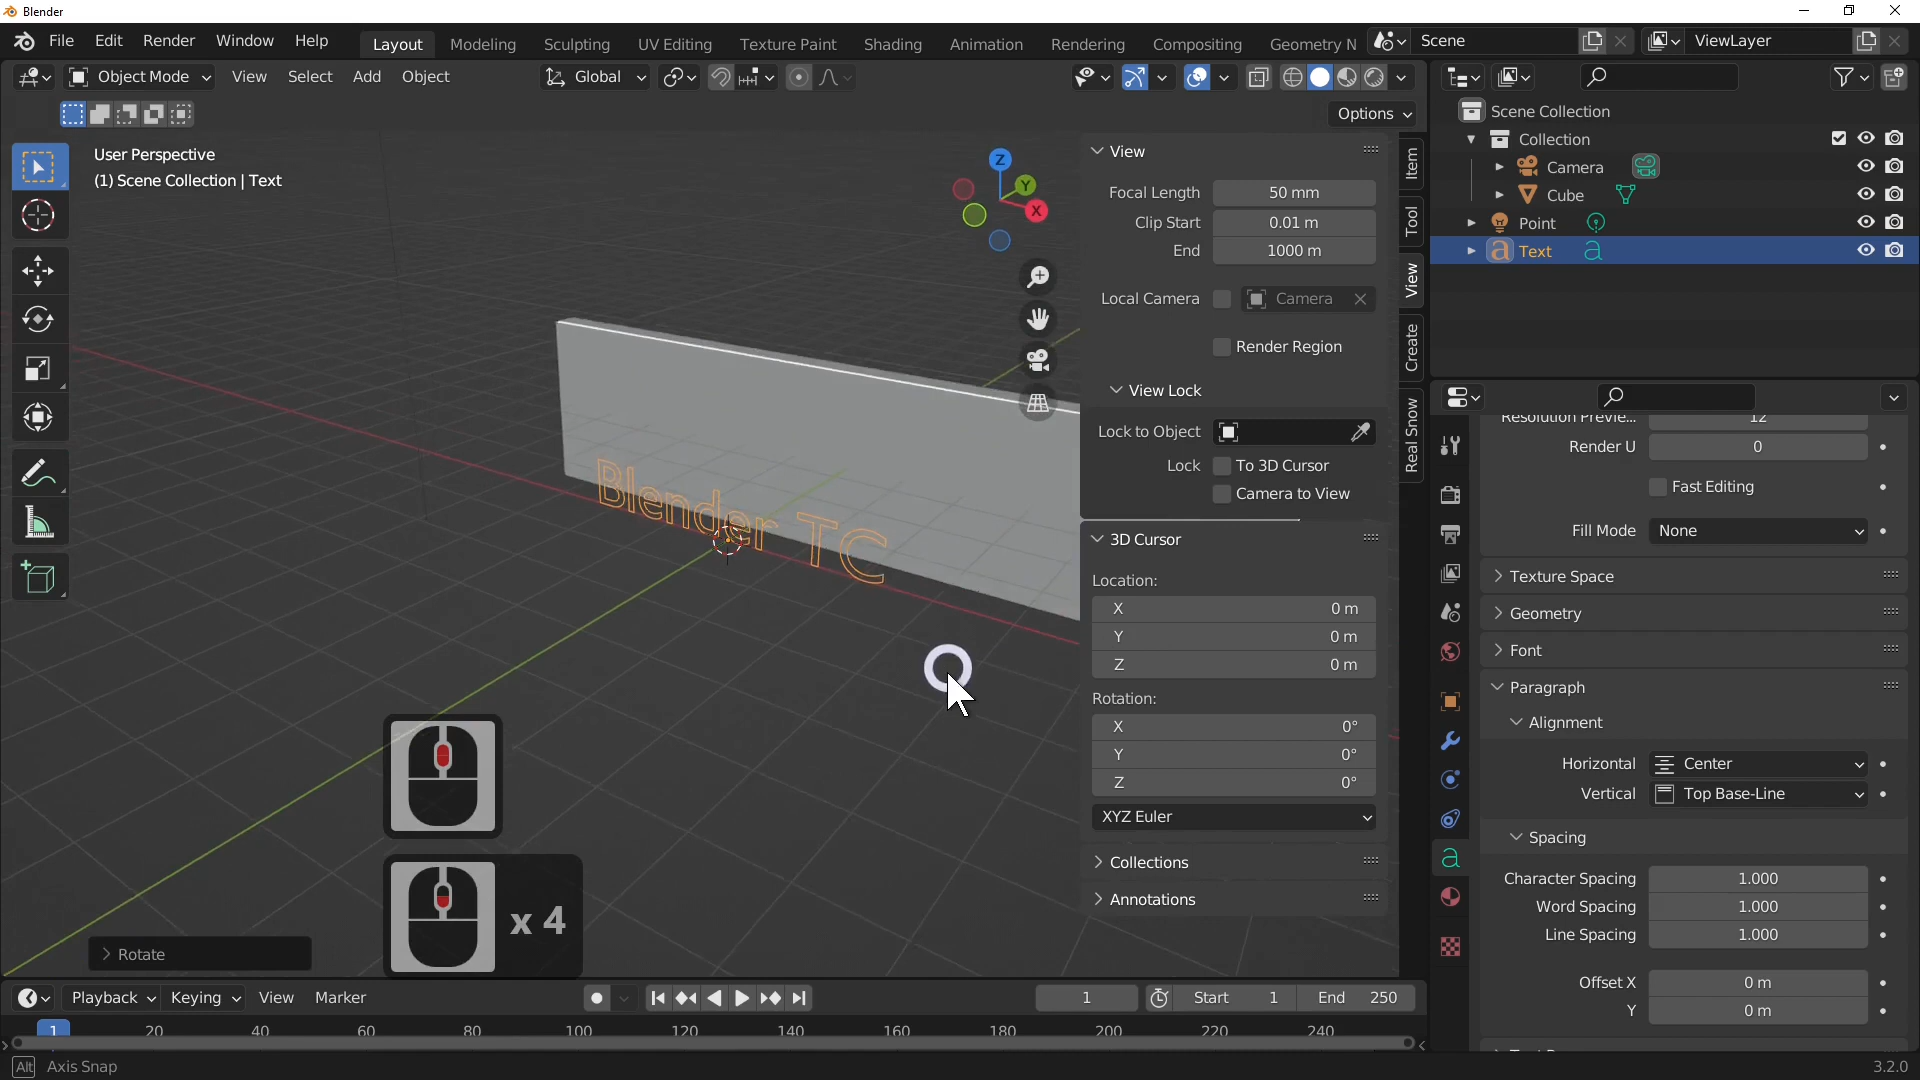 Blender
File Edit Render Window Help Layout Modeling Sculpting UV Editing Texture Paint Shading Animation Rendering Compositing Geometry N Scene ViewLayer
Object Mode View Select Add Object Global
Options
User Perspective
(1) Scene Collection | Text
Z
Y
X
Blender TC
View
Focal Length 50 mm
Clip Start 0.01 m
End 1000 m
Local Camera Camera
Render Region
View Lock
Lock to Object
Lock To 3D Cursor
Camera to View
3D Cursor
Location:
X 0 m
Y 0 m
Z 0 m
Rotation:
X 0°
Y 0°
Z 0°
XYZ Euler
Collections
Annotations
Item
Tool
View
Create
Real Snow
Scene Collection
Collection
Camera
Cube
Point
Text
Resolution Previe... 12
Render U 0
Fast Editing
Fill Mode None
Texture Space
Geometry
Font
Paragraph
Alignment
Horizontal Center
Vertical Top Base-Line
Spacing
Character Spacing 1.000
Word Spacing 1.000
Line Spacing 1.000
Offset X 0 m
Y 0 m
x 4
Rotate
Playback Keying View Marker 1 Start 1 End 250
1 20 40 60 80 100 120 140 160 180 200 220 240
Alt Axis Snap
3.2.0